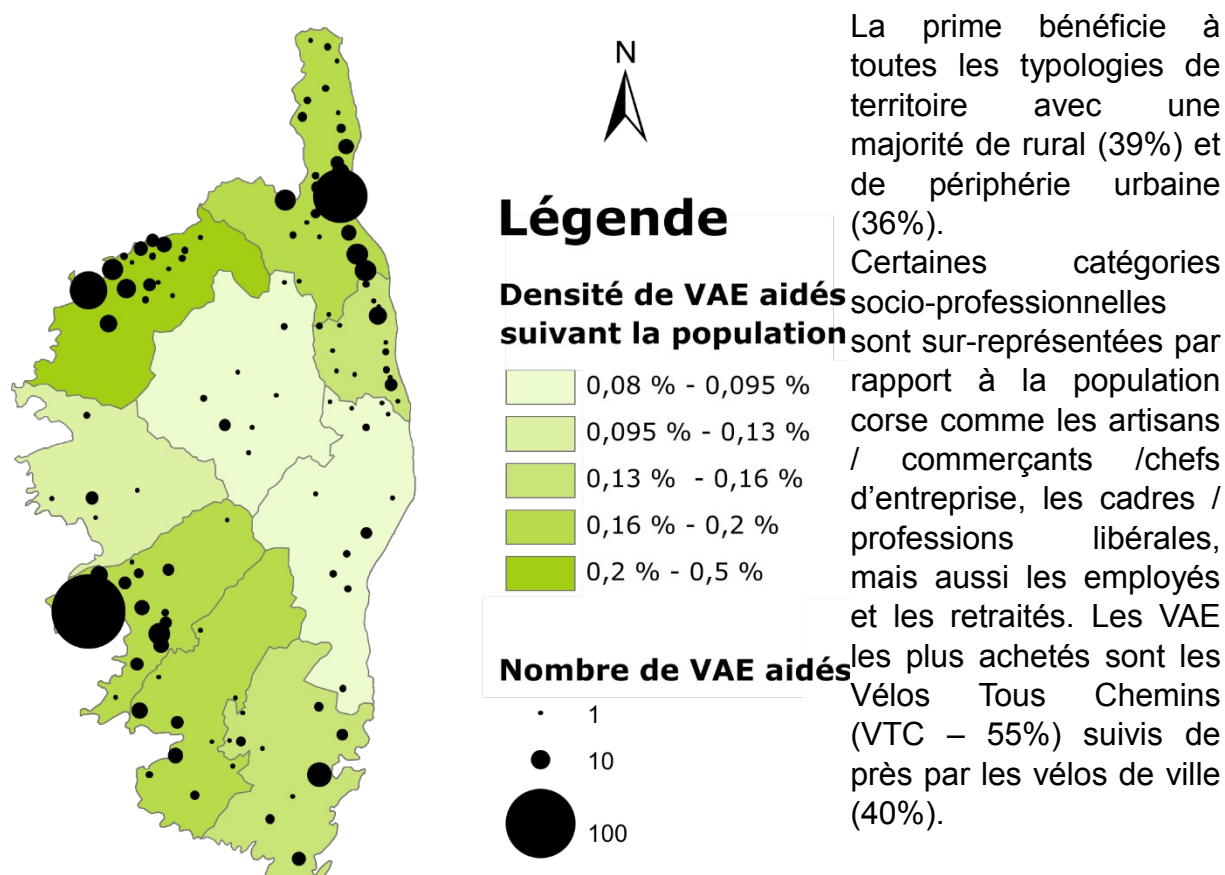 N
Légende
Densité de VAE aidés
suivant la population
0,08 % - 0,095 %
0,095 % - 0,13 %
0,13 % - 0,16 %
0,16 % - 0,2 %
0,2 % - 0,5 %
Nombre de VAE aidés
1
10
100
La prime bénéficie à
toutes les typologies de
territoire avec une
majorité de rural (39%) et
de périphérie urbaine
(36%).
Certaines catégories
socio-professionnelles
sont sur-représentées par
rapport à la population
corse comme les artisans
/ commerçants /chefs
d’entreprise, les cadres /
professions libérales,
mais aussi les employés
et les retraités. Les VAE
les plus achetés sont les
Vélos Tous Chemins
(VTC – 55%) suivis de
près par les vélos de ville
(40%).